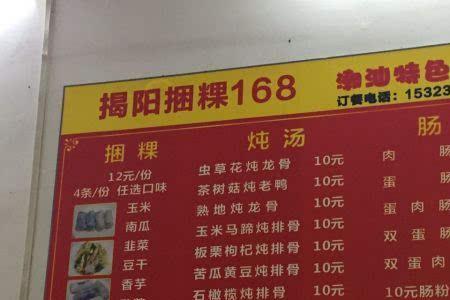 揭阳捆粿168
潮汕特色
订餐电话：15323
捆粿
12元/份
4条/份 任选口味
玉米
南瓜
韭菜
豆干
香芋
炖汤
虫草花炖龙骨 10元
茶树菇炖老鸭 10元
熟地炖龙骨 10元
玉米马蹄炖排骨 10元
板栗枸杞炖排骨 10元
苦瓜黄豆炖排骨 10元
石橄榄炖排骨 10元
肠
肉 肠
蛋 肠
蛋肉肠
双蛋肠
双蛋
10元肠粉